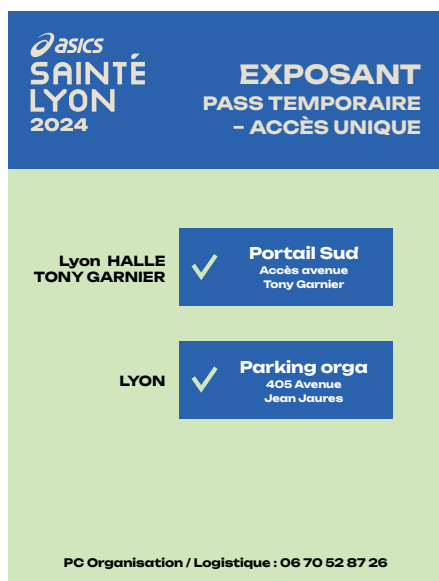 asics
SAINTÉ
LYON
2024
EXPOSANT
PASS TEMPORAIRE
– ACCÈS UNIQUE
Lyon HALLE
TONY GARNIER
Portail Sud
Accès avenue
Tony Garnier
LYON
Parking orga
405 Avenue
Jean Jaures
PC Organisation / Logistique : 06 70 52 87 26